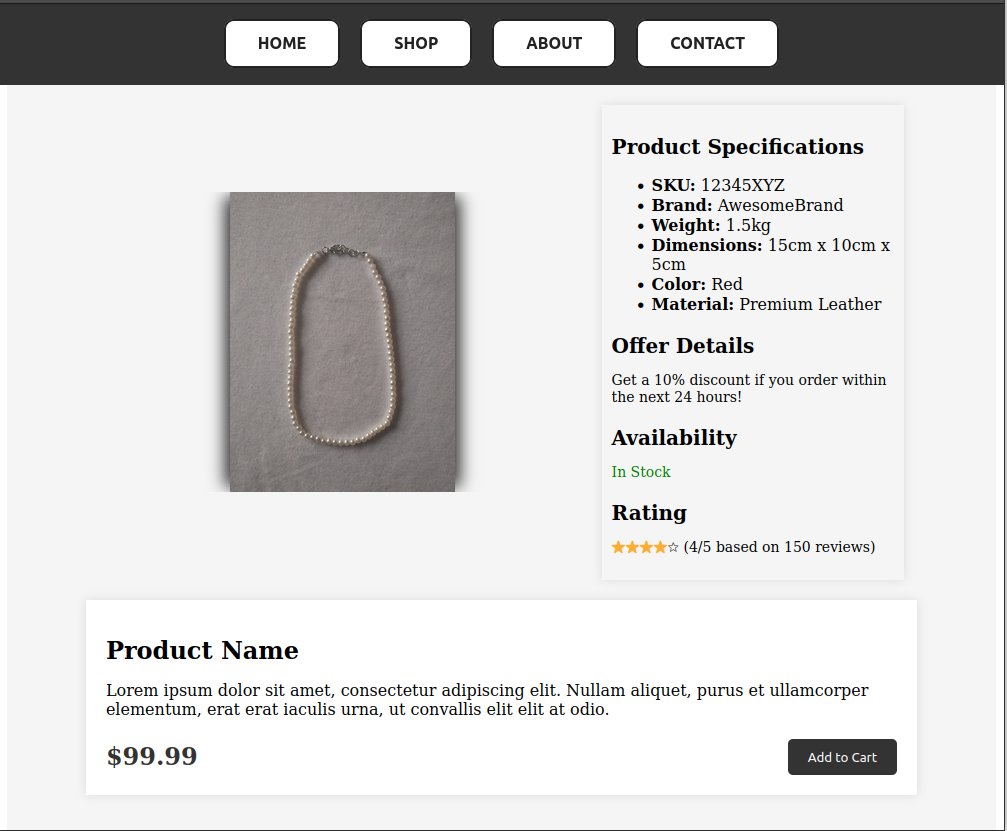 HOME SHOP ABOUT CONTACT
Product Specifications
• SKU: 12345XYZ
• Brand: AwesomeBrand
• Weight: 1.5kg
• Dimensions: 15cm x 10cm x
5cm
• Color: Red
• Material: Premium Leather
Offer Details
Get a 10% discount if you order within
the next 24 hours!
Availability
In Stock
Rating
★★★★☆ (4/5 based on 150 reviews)
Product Name
Lorem ipsum dolor sit amet, consectetur adipiscing elit. Nullam aliquet, purus et ullamcorper
elementum, erat erat iaculis urna, ut convallis elit elit at odio.
$99.99 Add to Cart